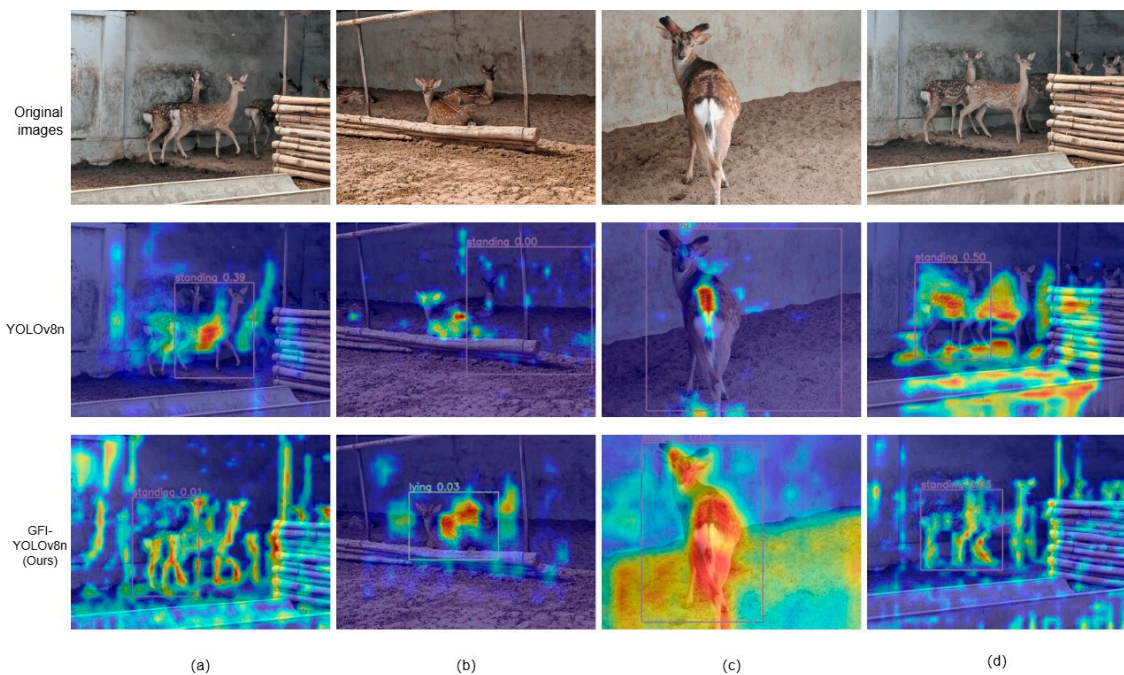 Original
images
YOLOv8n
standing 0.39
standing 0.00
standing 0.50
GFI-
YOLOv8n
(Ours)
standing 0.01
lying 0.03
standing
(a)
(b)
(c)
(d)